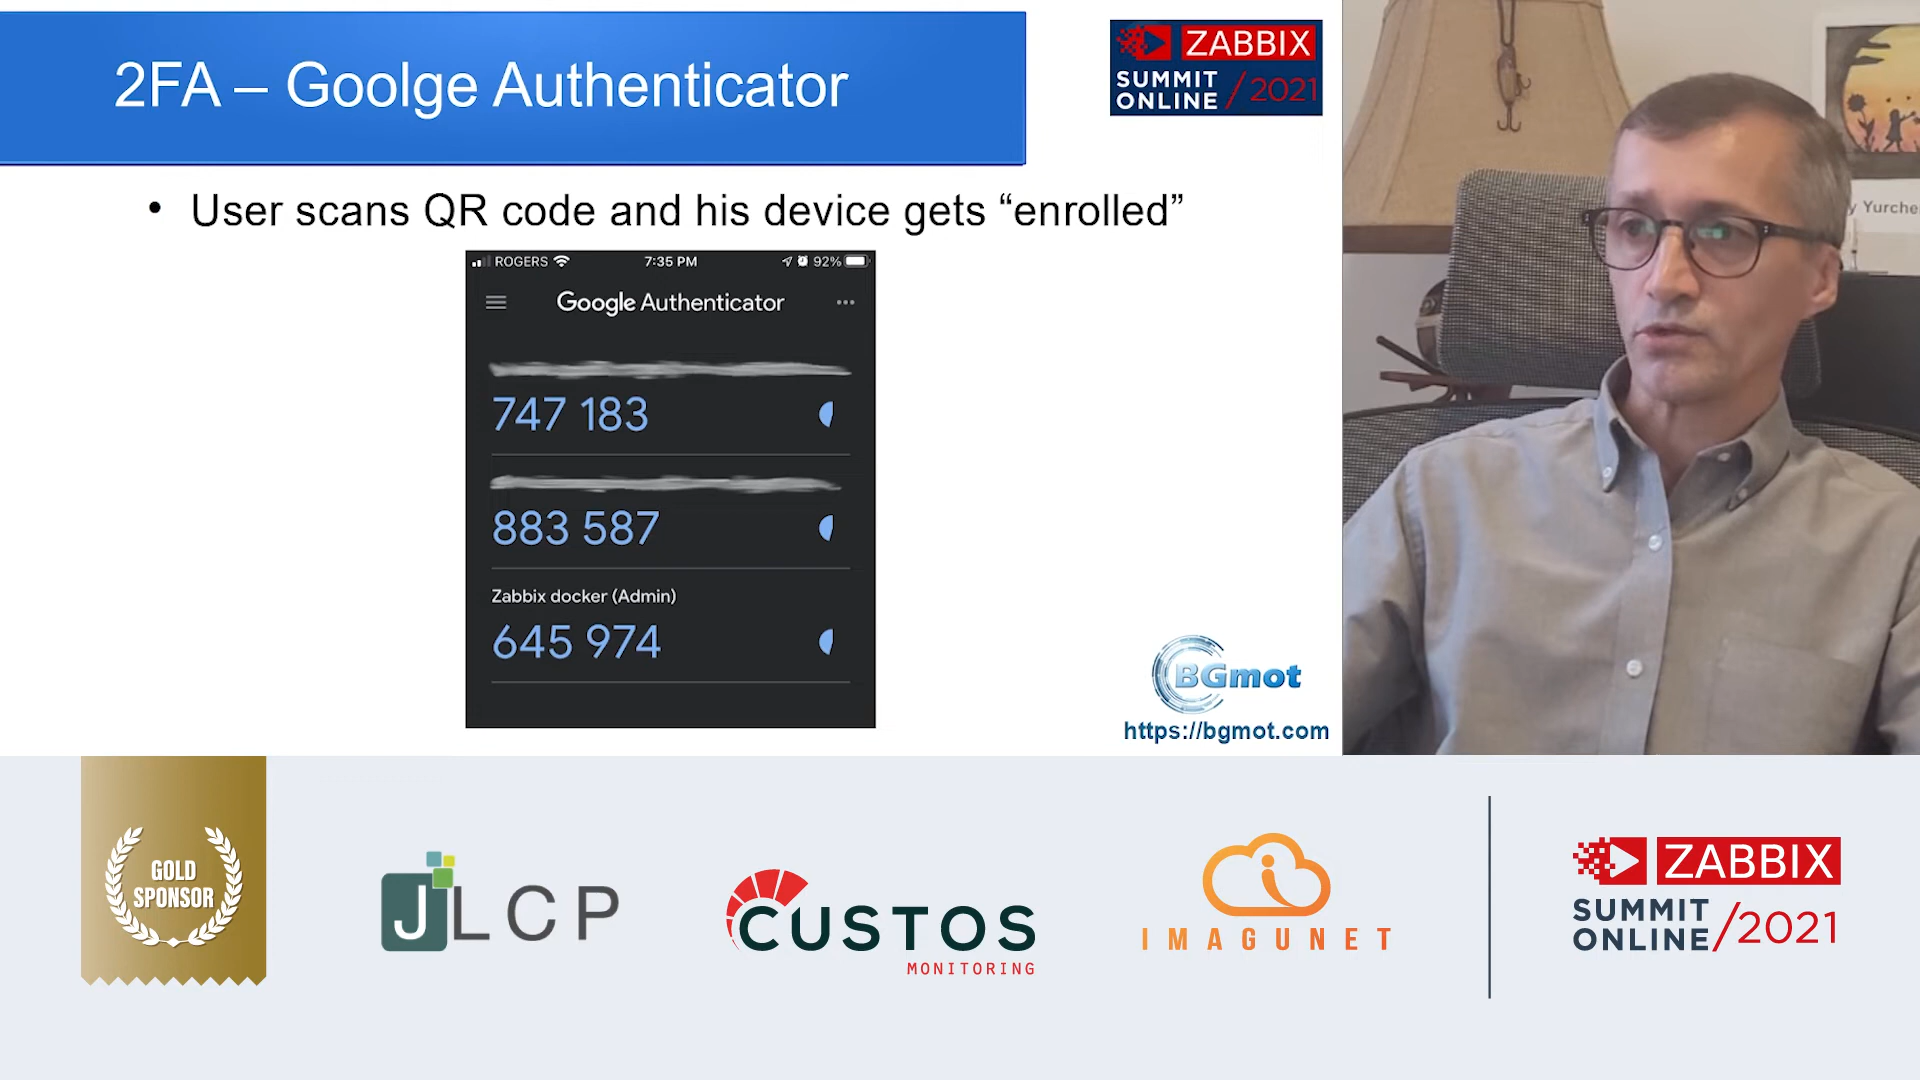 2FA – Goolge Authenticator
ZABBIX
SUMMIT
ONLINE /2021
• User scans QR code and his device gets “enrolled”
ROGERS 7:35 PM 92%
Google Authenticator
747 183
883 587
Zabbix docker (Admin)
645 974
BGmot
https://bgmot.com
y Yurche
GOLD
SPONSOR
JLCP
CUSTOS
MONITORING
IMAGUNET
ZABBIX
SUMMIT
ONLINE /2021